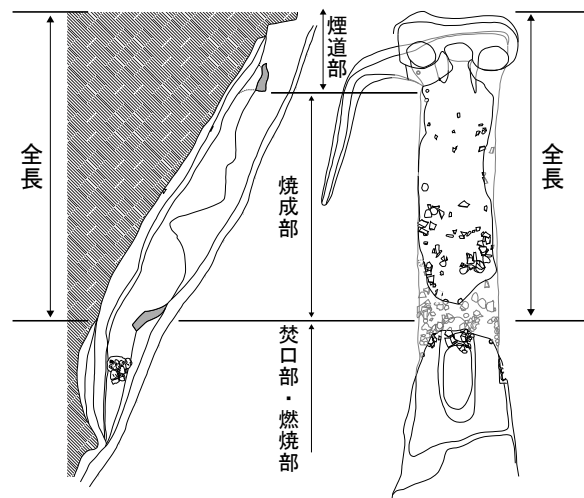 全長
煙道部
焼成部
焚口部・燃焼部
全長